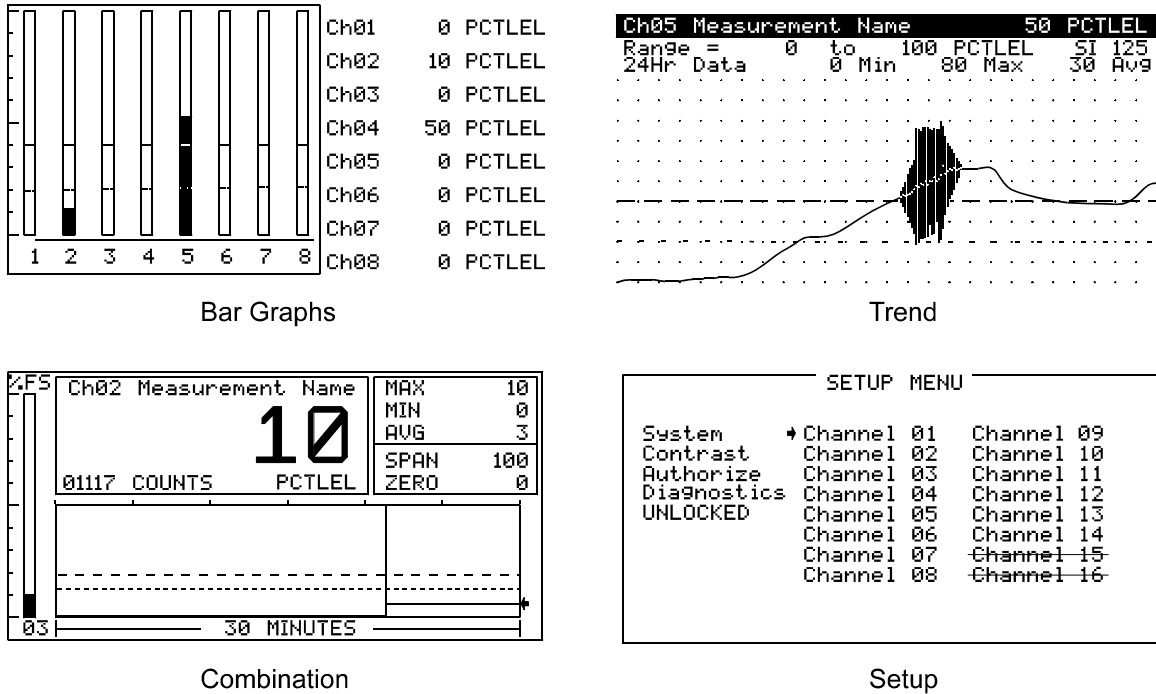 Ch01 0 PCTLEL
Ch02 10 PCTLEL
Ch03 0 PCTLEL
Ch04 50 PCTLEL
Ch05 0 PCTLEL
Ch06 0 PCTLEL
Ch07 0 PCTLEL
Ch08 0 PCTLEL
1 2 3 4 5 6 7 8
Bar Graphs
Ch05 Measurement Name 50 PCTLEL
Range = 0 to 100 PCTLEL SI 125
24Hr Data 0 Min 80 Max 30 Avg
Trend
%FS
Ch02 Measurement Name
10
01117 COUNTS PCTLEL
MAX 10
MIN 0
AVG 3
SPAN 100
ZERO 0
03
30 MINUTES
Combination
SETUP MENU
System Channel 01 Channel 09
Contrast Channel 02 Channel 10
Authorize Channel 03 Channel 11
Diagnostics Channel 04 Channel 12
UNLOCKED Channel 05 Channel 13
Channel 06 Channel 14
Channel 07 Channel 15
Channel 08 Channel 16
Setup